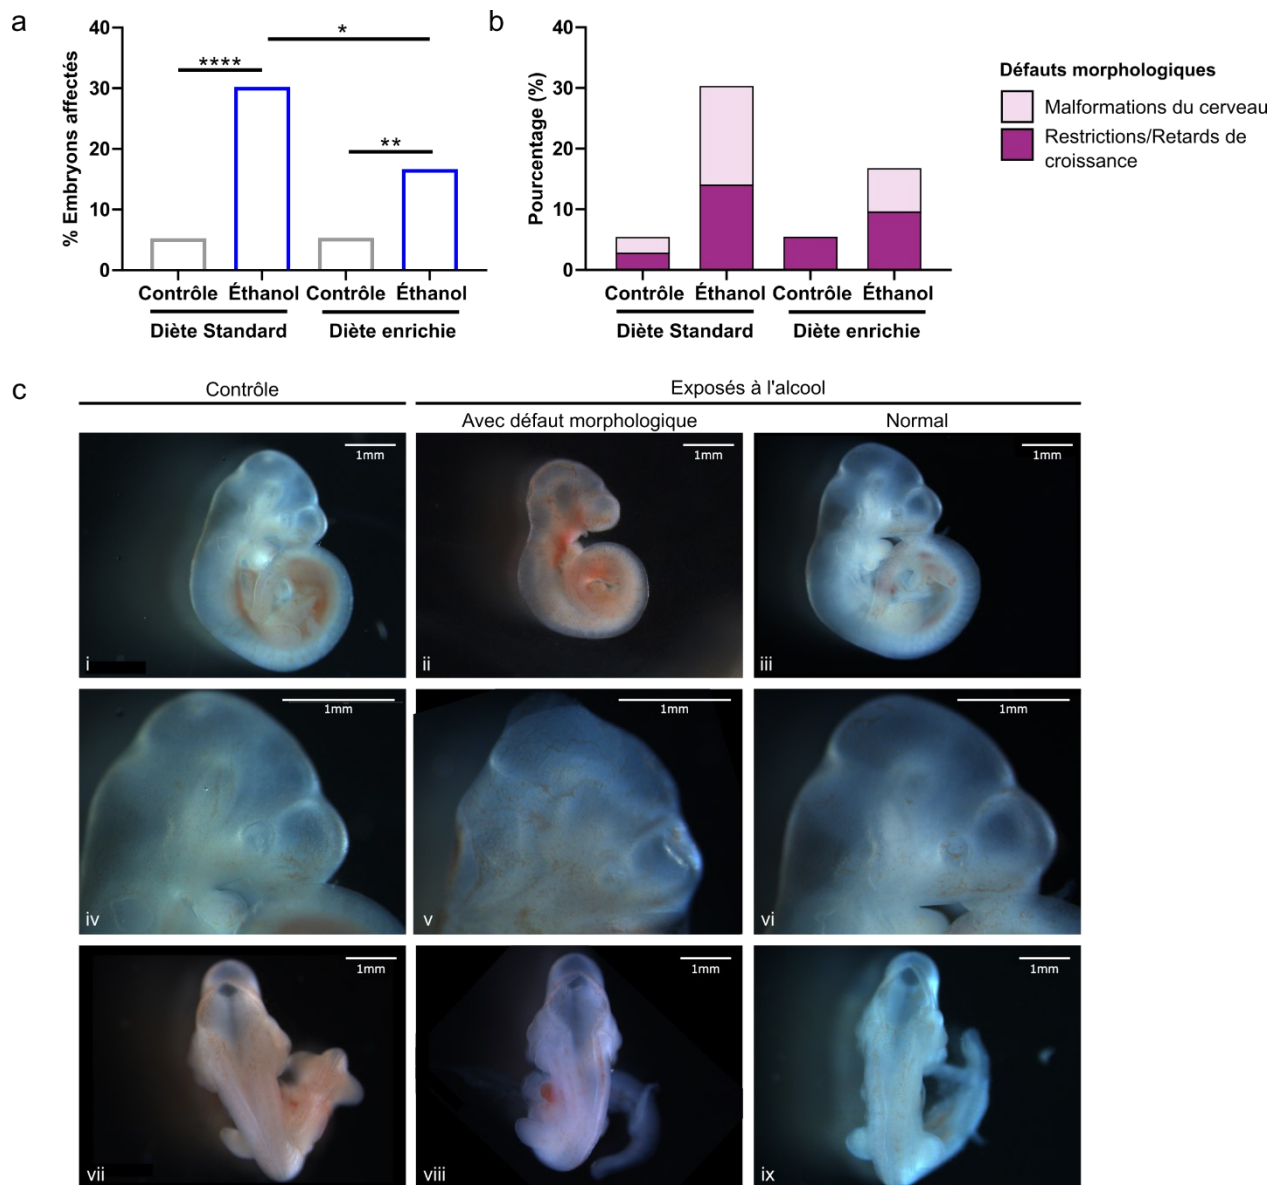 a
% Embryons affectés
40
30
20
10
0
****
*
**
Contrôle Éthanol Contrôle Éthanol
Diète Standard Diète enrichie
b
Pourcentage (%)
40
30
20
10
0
Contrôle Éthanol Contrôle Éthanol
Diète Standard Diète enrichie
Défauts morphologiques
Malformations du cerveau
Restrictions/Retards de
croissance
c
Contrôle Exposés à l'alcool
Avec défaut morphologique Normal
1mm 1mm 1mm
i ii iii
1mm 1mm 1mm
iv v vi
1mm 1mm 1mm
vii viii ix